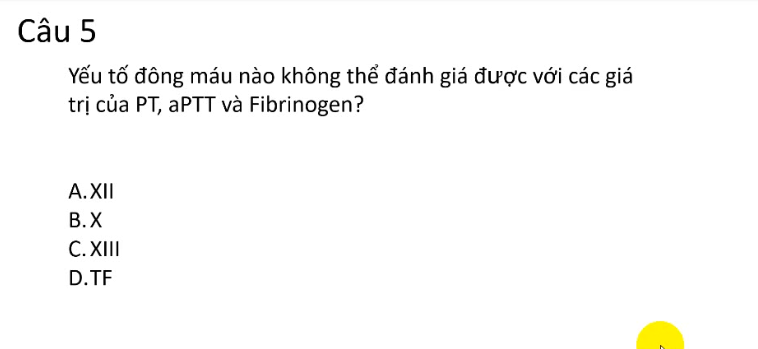 Câu 5
Yếu tố đông máu nào không thể đánh giá được với các giá
trị của PT, aPTT và Fibrinogen?
A. XII
B. X
C. XIII
D. TF